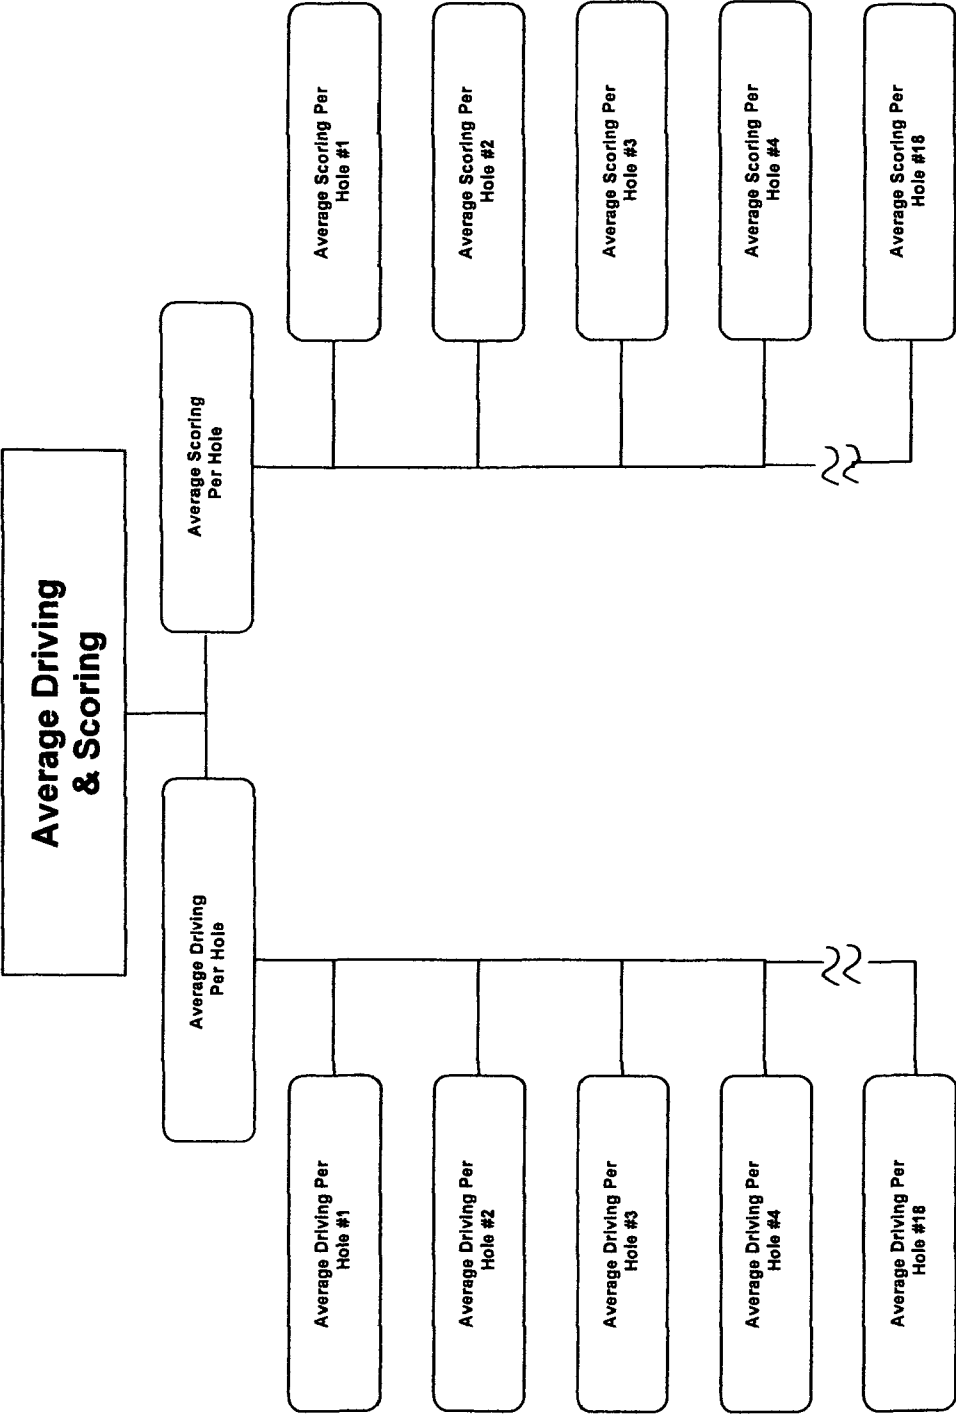 Average Driving
& Scoring
Average Driving
Per Hole
Average Scoring
Per Hole
Average Driving Per
Hole #1
Average Driving Per
Hole #2
Average Driving Per
Hole #3
Average Driving Per
Hole #4
Average Driving Per
Hole #18
Average Scoring Per
Hole #1
Average Scoring Per
Hole #2
Average Scoring Per
Hole #3
Average Scoring Per
Hole #4
Average Scoring Per
Hole #18